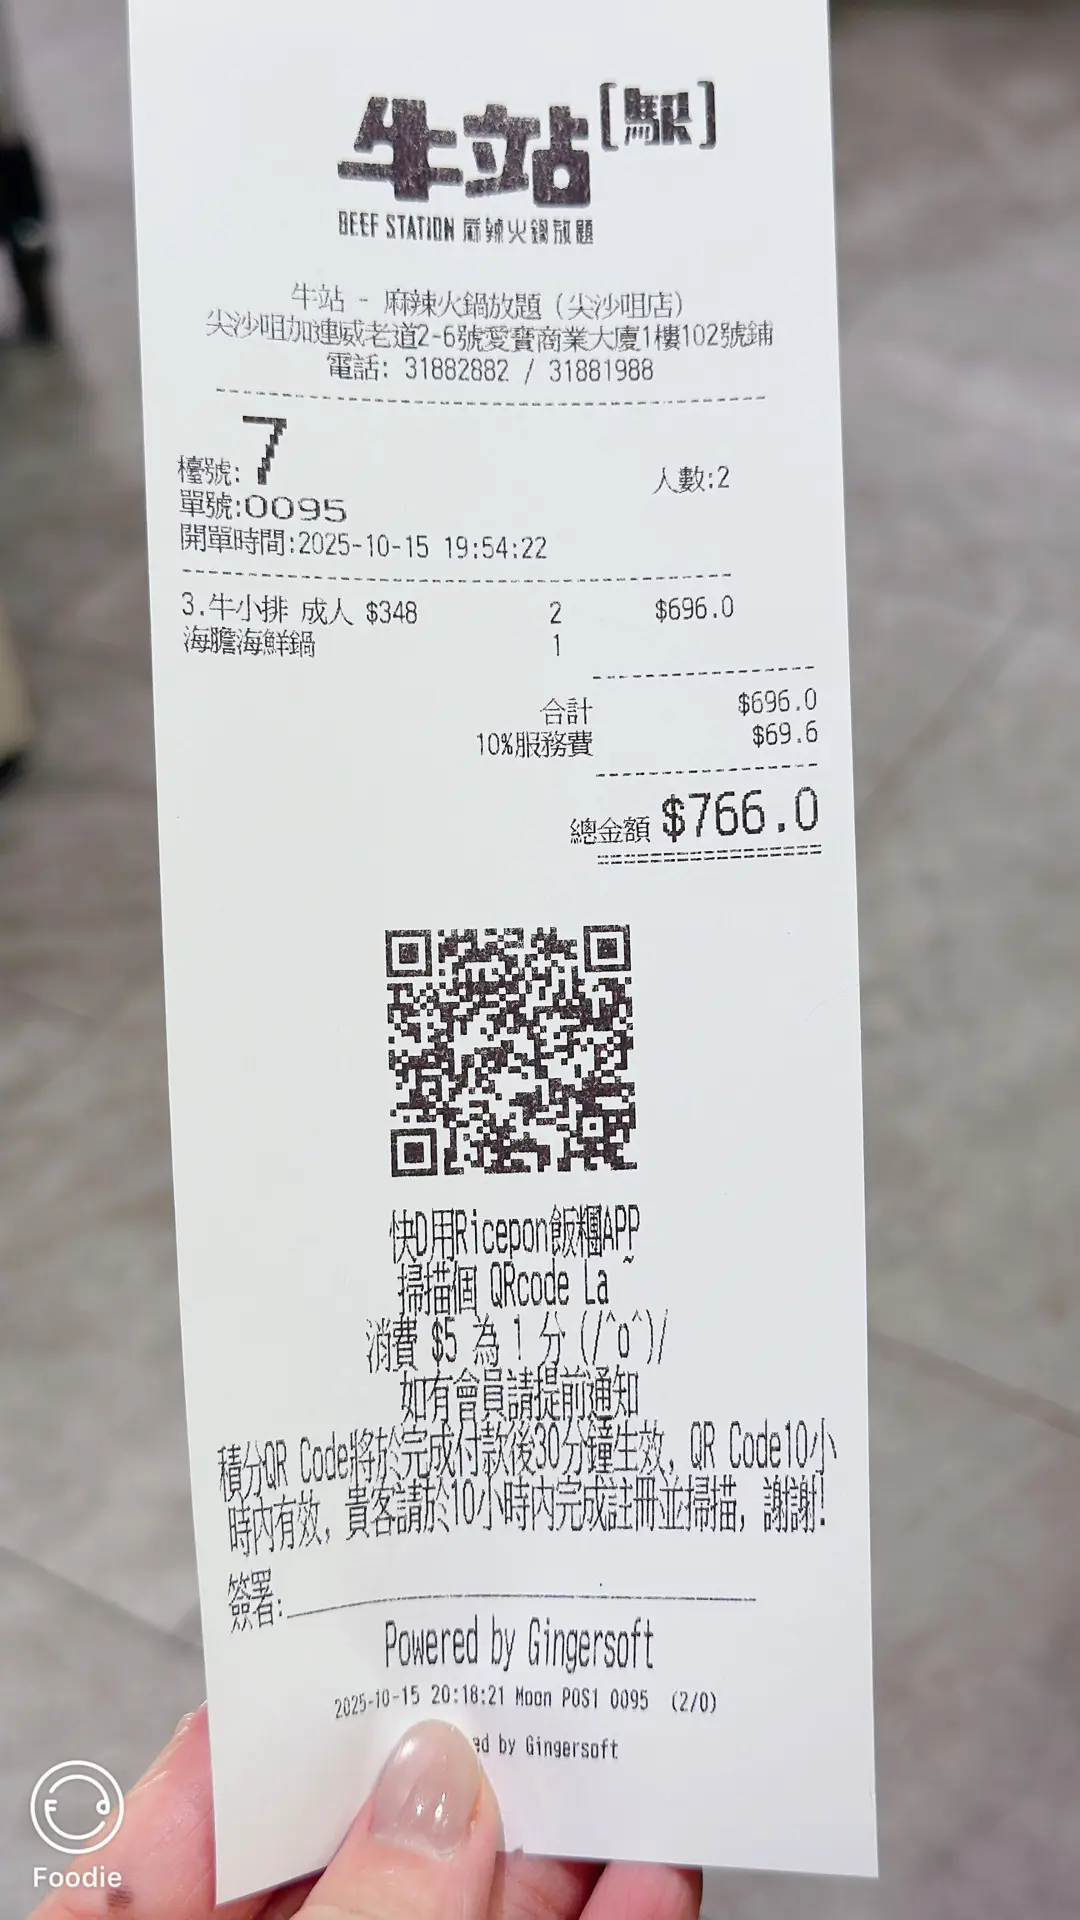 牛站[駅]
BEEF STATION 麻辣火鍋放題
牛站 - 麻辣火鍋放題 (尖沙咀店)
尖沙咀加連威老道2-6號愛賓商業大廈1樓102號鋪
電話: 31882882 / 31881988
檯號: 7 人數:2
單號:0095
開單時間:2025-10-15 19:54:22
3.牛小排 成人 $348 2 $696.0
海膽海鮮鍋 1
合計 $696.0
10%服務費 $69.6
總金額 $766.0
快D用Ricepon飯糰APP
掃描個 QRcode La~
消費 $5 為 1 分 (/^o^)/
如有會員請提前通知
積分QR Code將於完成付款後30分鐘生效, QR Code10小
時內有效, 貴客請於10小時內完成註冊並掃描, 謝謝!
簽署:
Powered by Gingersoft
2025-10-15 20:18:21 Moon POS1 0095 (2/0)
ed by Gingersoft
Foodie